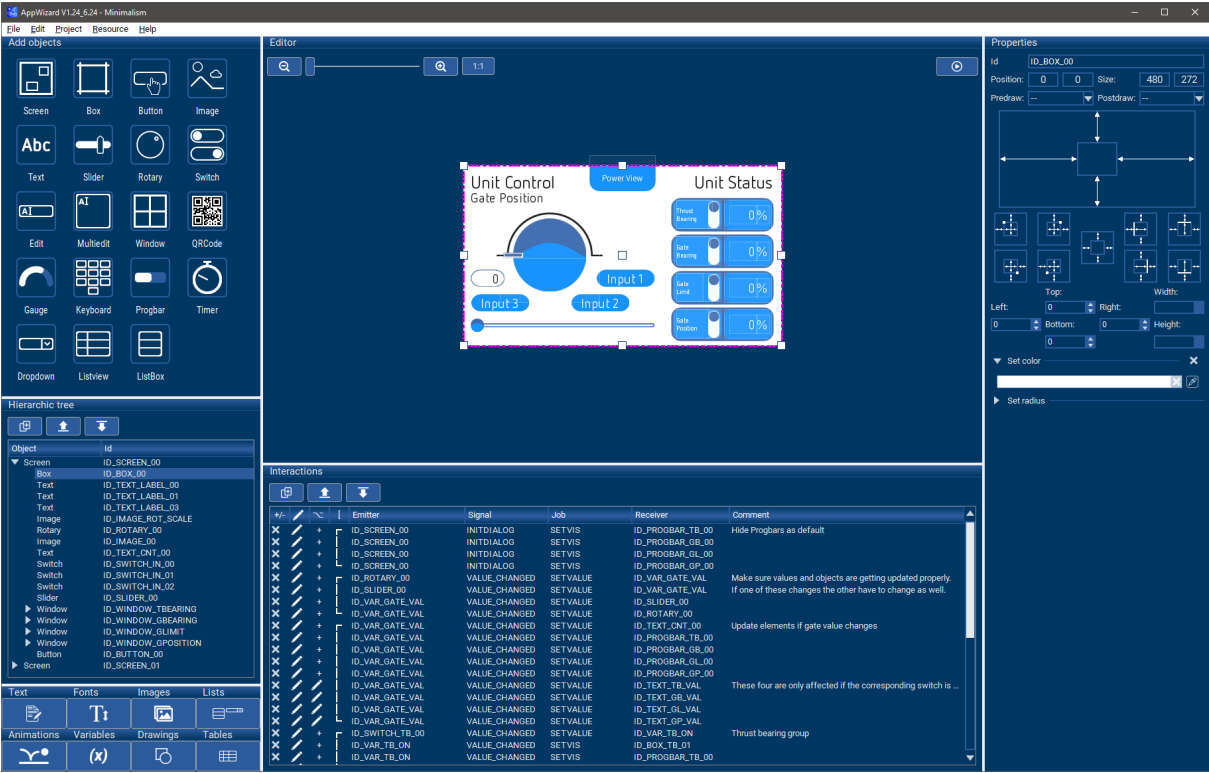 AppWizard V1.24_6.24 - Minimalism
File Edit Project Resource Help
Add objects
Screen Box Button Image
Abc
Text Slider Rotary Switch
AI AI
Edit Multiedit Window QRCode
Gauge Keyboard Progbar Timer
Dropdown Listview ListBox
Hierarchic tree
Object Id
Screen ID_SCREEN_00
Box ID_BOX_00
Text ID_TEXT_LABEL_00
Text ID_TEXT_LABEL_01
Text ID_TEXT_LABEL_03
Image ID_IMAGE_ROT_SCALE
Rotary ID_ROTARY_00
Image ID_IMAGE_00
Text ID_TEXT_CNT_00
Switch ID_SWITCH_IN_00
Switch ID_SWITCH_IN_01
Switch ID_SWITCH_IN_02
Slider ID_SLIDER_00
Window ID_WINDOW_TBEARING
Window ID_WINDOW_GBEARING
Window ID_WINDOW_GLIMIT
Window ID_WINDOW_GPOSITION
Button ID_BUTTON_00
Screen ID_SCREEN_01
Text Fonts Images Lists
Animations Variables Drawings Tables
(x)
Editor
1:1
Unit Control Power View Unit Status
Gate Position
Thrust Bearing 0%
Gate Bearing 0%
0 Input 1
Gate Limit 0%
Input 3 Input 2
Gate Position 0%
Interactions
+/- [ Emitter Signal Job Receiver Comment
+ ID_SCREEN_00 INITDIALOG SETVIS ID_PROGBAR_TB_00 Hide Progbars as default
+ ID_SCREEN_00 INITDIALOG SETVIS ID_PROGBAR_GB_00
+ ID_SCREEN_00 INITDIALOG SETVIS ID_PROGBAR_GL_00
+ ID_SCREEN_00 INITDIALOG SETVIS ID_PROGBAR_GP_00
+ ID_ROTARY_00 VALUE_CHANGED SETVALUE ID_VAR_GATE_VAL Make sure values and objects are getting updated properly.
+ ID_SLIDER_00 VALUE_CHANGED SETVALUE ID_VAR_GATE_VAL If one of these changes the other have to change as well.
+ ID_VAR_GATE_VAL VALUE_CHANGED SETVALUE ID_SLIDER_00
+ ID_VAR_GATE_VAL VALUE_CHANGED SETVALUE ID_ROTARY_00
+ ID_VAR_GATE_VAL VALUE_CHANGED SETVALUE ID_TEXT_CNT_00 Update elements if gate value changes
+ ID_VAR_GATE_VAL VALUE_CHANGED SETVALUE ID_PROGBAR_TB_00
+ ID_VAR_GATE_VAL VALUE_CHANGED SETVALUE ID_PROGBAR_GB_00
+ ID_VAR_GATE_VAL VALUE_CHANGED SETVALUE ID_PROGBAR_GL_00
+ ID_VAR_GATE_VAL VALUE_CHANGED SETVALUE ID_PROGBAR_GP_00
ID_VAR_GATE_VAL VALUE_CHANGED SETVALUE ID_TEXT_TB_VAL These four are only affected if the corresponding switch is ...
ID_VAR_GATE_VAL VALUE_CHANGED SETVALUE ID_TEXT_GB_VAL
ID_VAR_GATE_VAL VALUE_CHANGED SETVALUE ID_TEXT_GL_VAL
ID_VAR_GATE_VAL VALUE_CHANGED SETVALUE ID_TEXT_GP_VAL
+ ID_SWITCH_TB_00 VALUE_CHANGED SETVALUE ID_VAR_TB_ON Thrust bearing group
+ ID_VAR_TB_ON VALUE_CHANGED SETVIS ID_BOX_TB_01
+ ID_VAR_TB_ON VALUE_CHANGED SETVIS ID_PROGBAR_TB_00
Properties
Id ID_BOX_00
Position: 0 0 Size: 480 272
Predraw: -- Postdraw: --
Top: Width:
Left: 0 Right:
0 Bottom: 0 Height:
0
Set color
Set radius